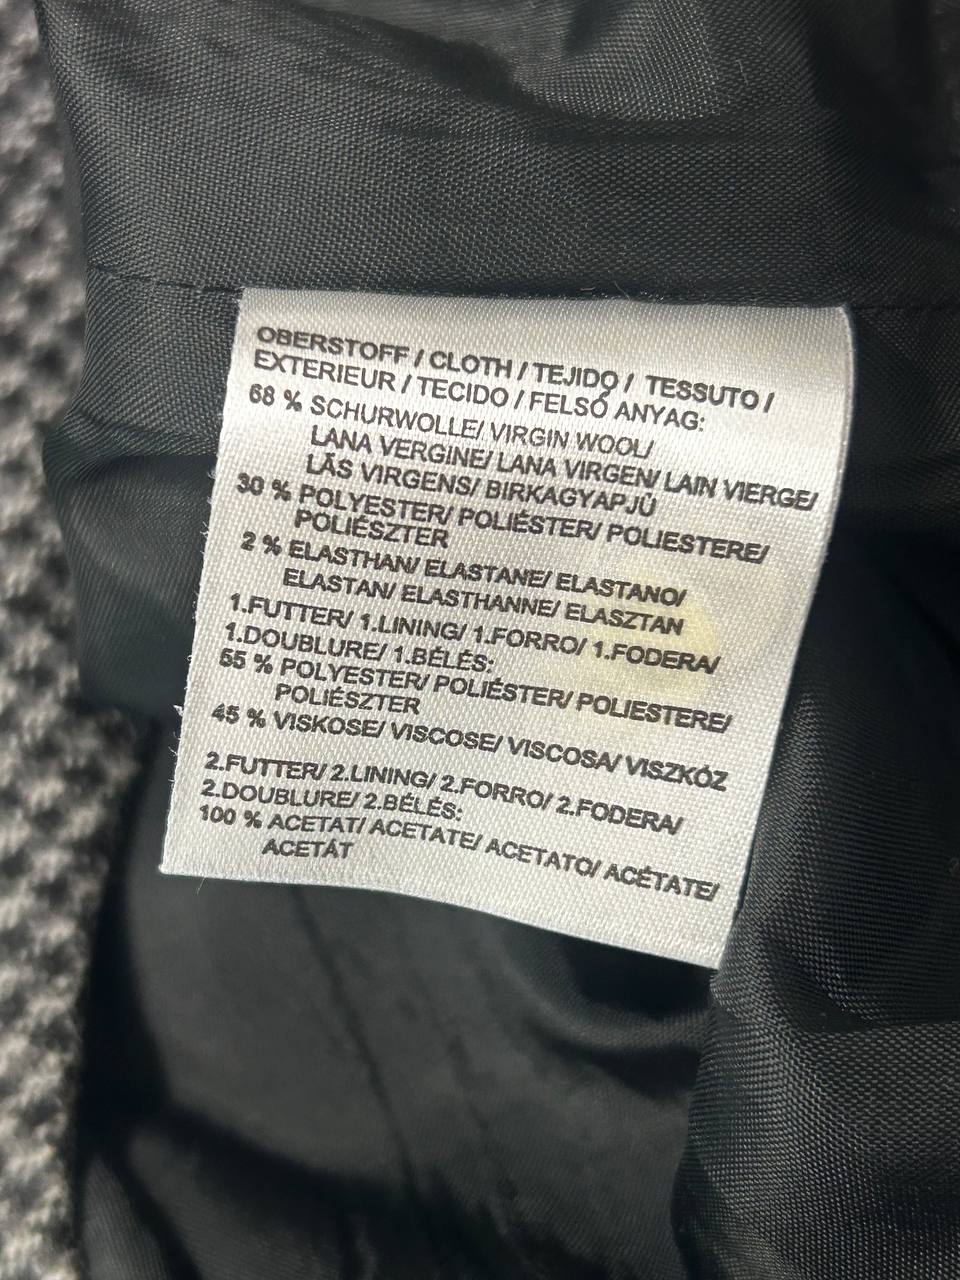 OBERSTOFF / CLOTH / TEJIDO / TESSUTO /
EXTERIEUR / TECIDO / FELSŐ ANYAG:
68 % SCHURWOLLE/ VIRGIN WOOL/
LANA VERGINE/ LANA VIRGEN/ LAIN VIERGE/
LÃS VIRGENS/ BIRKAGYAPJÚ
30 % POLYESTER/ POLIÉSTER/ POLIESTERE/
POLIÉSZTER
2 % ELASTHAN/ ELASTANE/ ELASTANO/
ELASTAN/ ELASTHANNE/ ELASZTAN
1.FUTTER/ 1.LINING/ 1.FORRO/ 1.FODERA/
1.DOUBLURE/ 1.BÉLÉS:
55 % POLYESTER/ POLIÉSTER/ POLIESTERE/
POLIÉSZTER
45 % VISKOSE/ VISCOSE/ VISCOSA/ VISZKÓZ
2.FUTTER/ 2.LINING/ 2.FORRO/ 2.FODERA/
2.DOUBLURE/ 2.BÉLÉS:
100 % ACETAT/ ACETATE/ ACETATO/ ACÉTATE/
ACETÁT